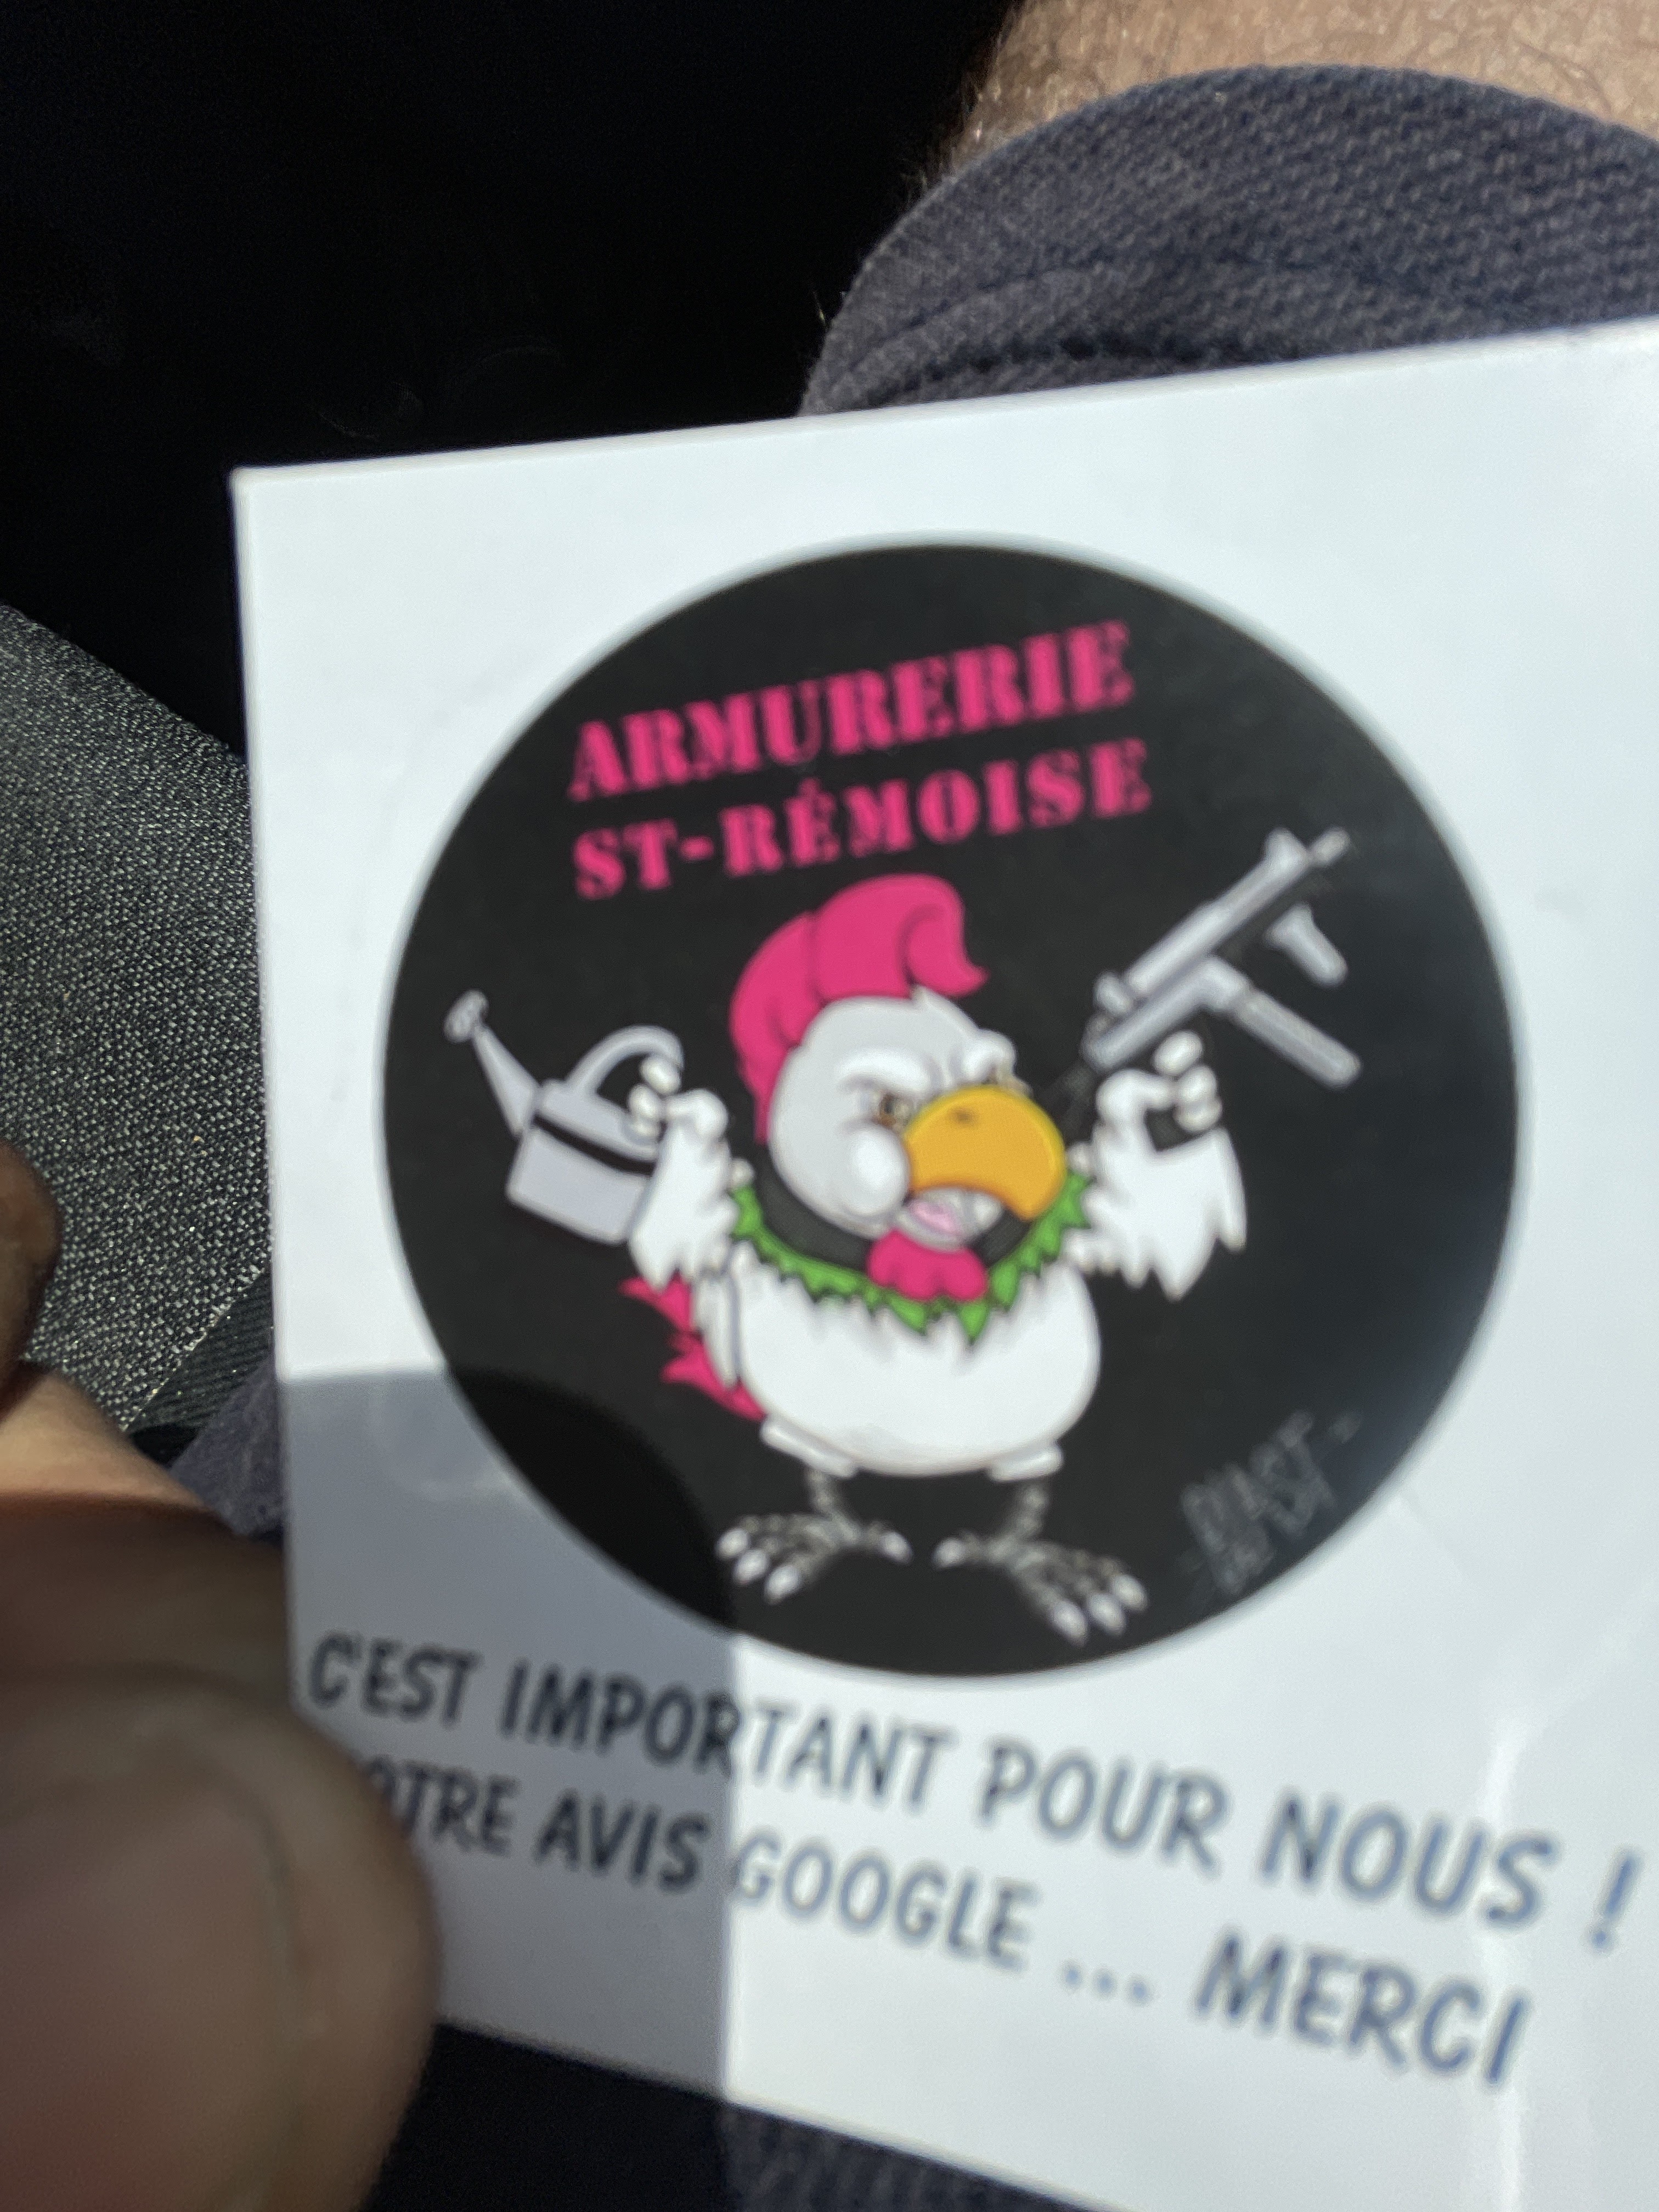 ARMURERIE
ST-RÉMOISE
C'EST IMPORTANT POUR NOUS !
AVIS GOOGLE ... MERCI